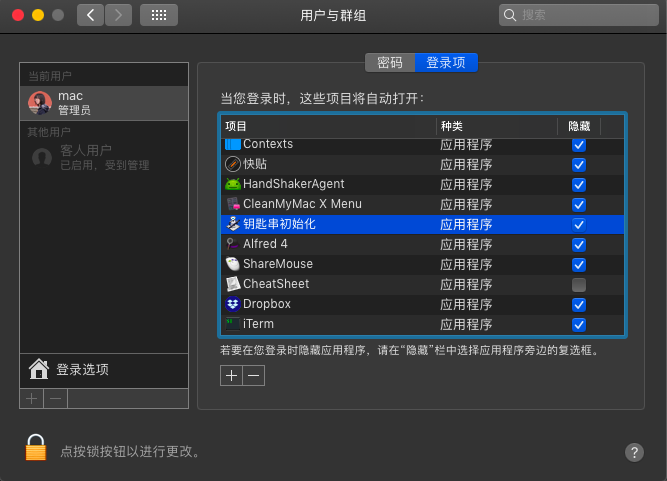 用户与群组
搜索
当前用户
mac
管理员
其他用户
客人用户
已启用，受到管理
登录选项
密码 登录项
当您登录时，这些项目将自动打开：
项目 种类 隐藏
Contexts 应用程序
快贴 应用程序
HandShakerAgent 应用程序
CleanMyMac X Menu 应用程序
钥匙串初始化 应用程序
Alfred 4 应用程序
ShareMouse 应用程序
CheatSheet 应用程序
Dropbox 应用程序
iTerm 应用程序
若要在您登录时隐藏应用程序，请在“隐藏”栏中选择应用程序旁边的复选框。
点按锁按钮以进行更改。